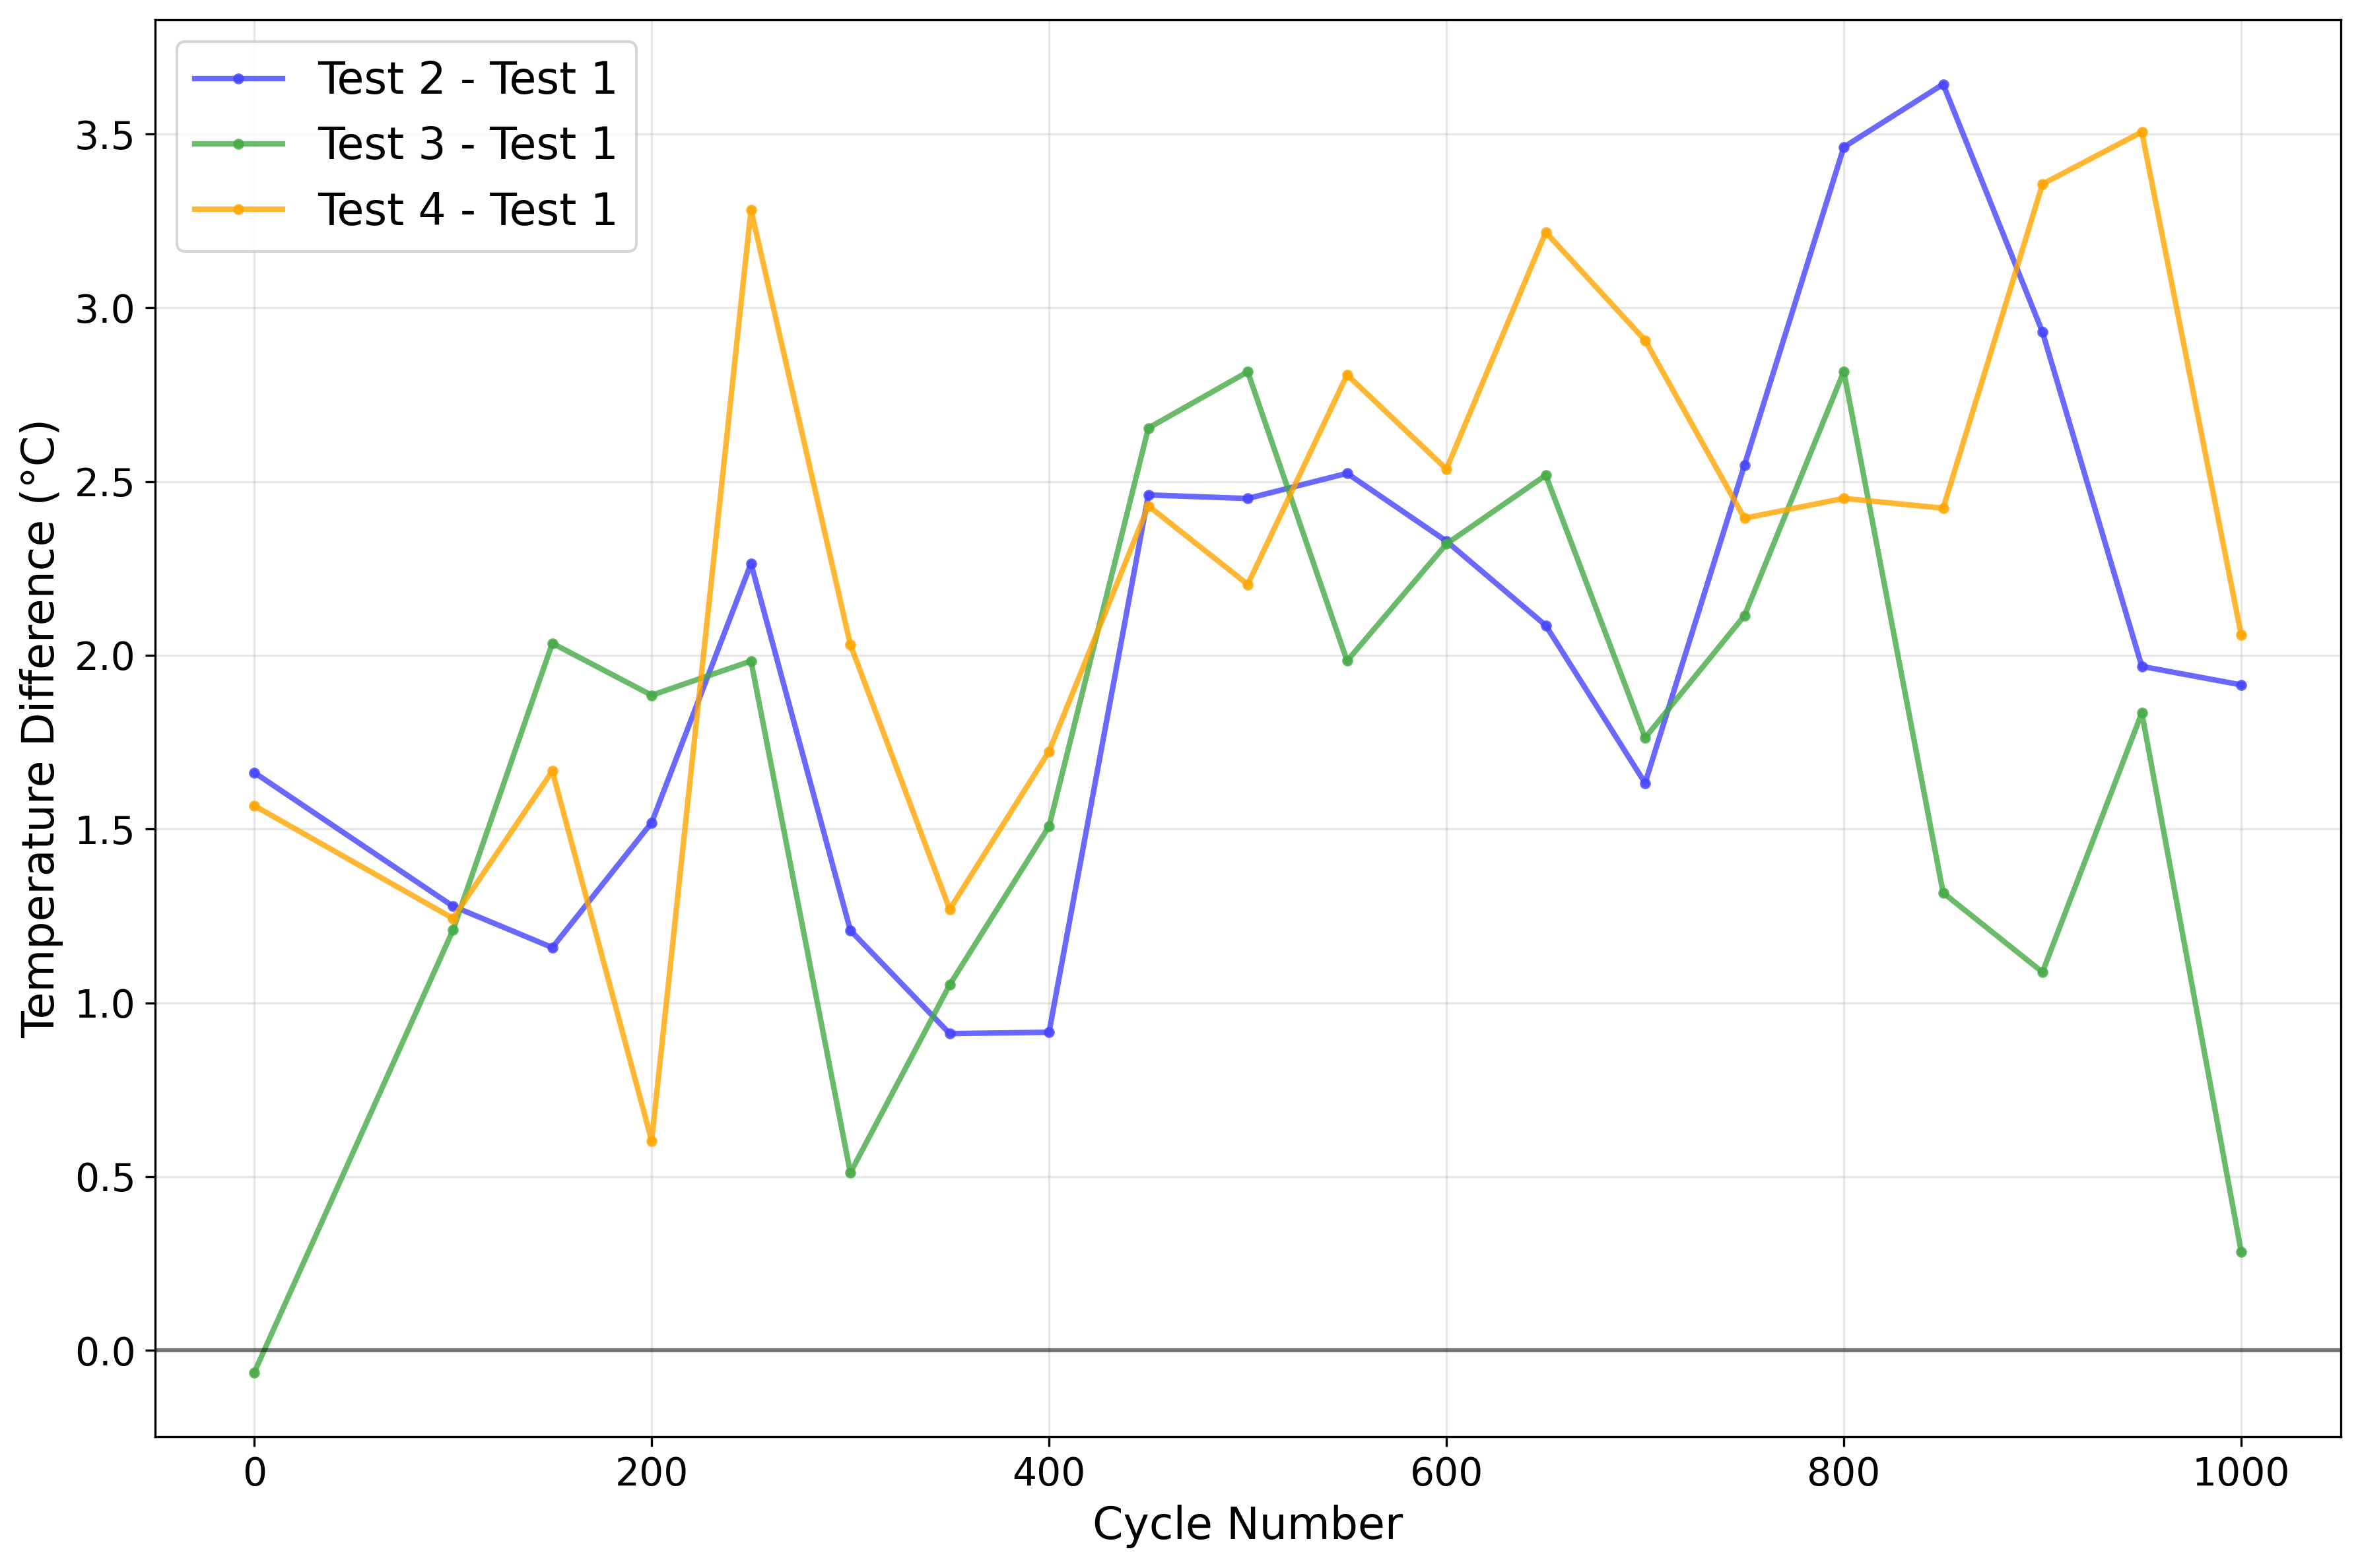 Test 2 - Test 1
Test 3 - Test 1
Test 4 - Test 1
Temperature Difference (°C)
3.5
3.0
2.5
2.0
1.5
1.0
0.5
0.0
0 200 400 600 800 1000
Cycle Number